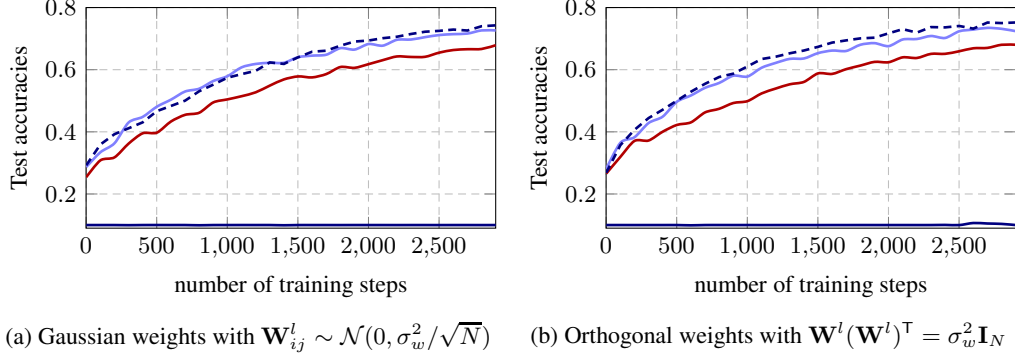 0.8
0.6
0.4
0.2
Test accuracies
0 500 1,000 1,500 2,000 2,500
number of training steps
(a) Gaussian weights with $\mathbf{W}^l_{ij} \sim \mathcal{N}(0, \sigma_w^2/\sqrt{N})$
0.8
0.6
0.4
0.2
Test accuracies
0 500 1,000 1,500 2,000 2,500
number of training steps
(b) Orthogonal weights with $\mathbf{W}^l(\mathbf{W}^l)^\mathsf{T} = \sigma_w^2 \mathbf{I}_N$